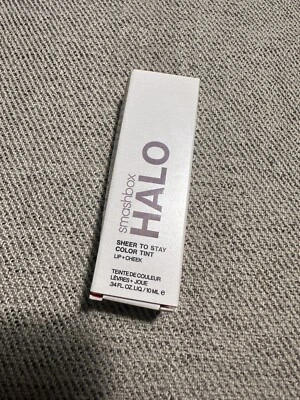 smashbox
HALO
SHEER TO STAY
COLOR TINT
LIP + CHEEK
TEINTE DE COULEUR
LÈVRES + JOUE
.34 FL. OZ. LIQ. / 10 ML e